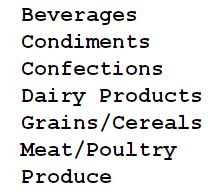 Beverages
Condiments
Confections
Dairy Products
Grains/Cereals
Meat/Poultry
Produce